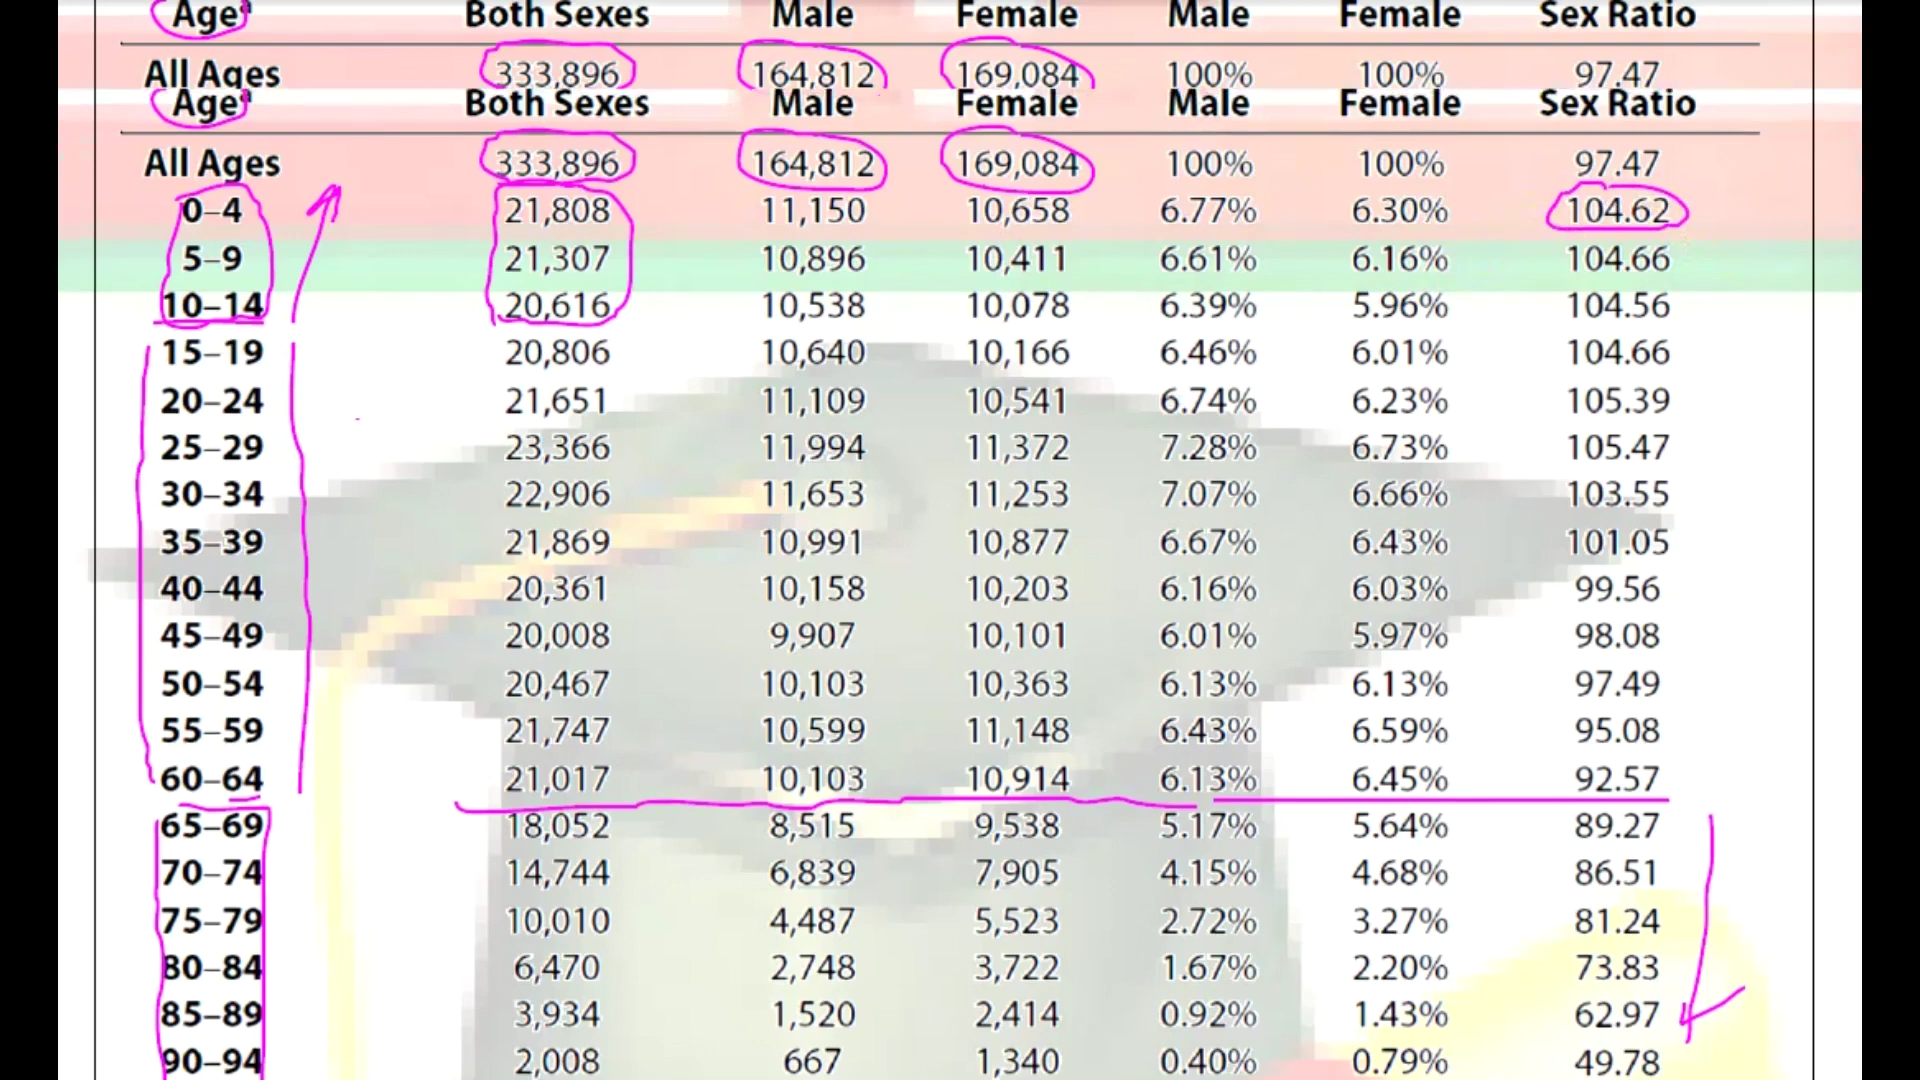 Ageª Both Sexes Male Female Male Female Sex Ratio
All Ages 333,896 164,812 169,084 100% 100% 97.47
Ageª Both Sexes Male Female Male Female Sex Ratio
All Ages 333,896 164,812 169,084 100% 100% 97.47
0–4 21,808 11,150 10,658 6.77% 6.30% 104.62
5–9 21,307 10,896 10,411 6.61% 6.16% 104.66
10–14 20,616 10,538 10,078 6.39% 5.96% 104.56
15–19 20,806 10,640 10,166 6.46% 6.01% 104.66
20–24 21,651 11,109 10,541 6.74% 6.23% 105.39
25–29 23,366 11,994 11,372 7.28% 6.73% 105.47
30–34 22,906 11,653 11,253 7.07% 6.66% 103.55
35–39 21,869 10,991 10,877 6.67% 6.43% 101.05
40–44 20,361 10,158 10,203 6.16% 6.03% 99.56
45–49 20,008 9,907 10,101 6.01% 5.97% 98.08
50–54 20,467 10,103 10,363 6.13% 6.13% 97.49
55–59 21,747 10,599 11,148 6.43% 6.59% 95.08
60–64 21,017 10,103 10,914 6.13% 6.45% 92.57
65–69 18,052 8,515 9,538 5.17% 5.64% 89.27
70–74 14,744 6,839 7,905 4.15% 4.68% 86.51
75–79 10,010 4,487 5,523 2.72% 3.27% 81.24
80–84 6,470 2,748 3,722 1.67% 2.20% 73.83
85–89 3,934 1,520 2,414 0.92% 1.43% 62.97
90–94 2,008 667 1,340 0.40% 0.79% 49.78